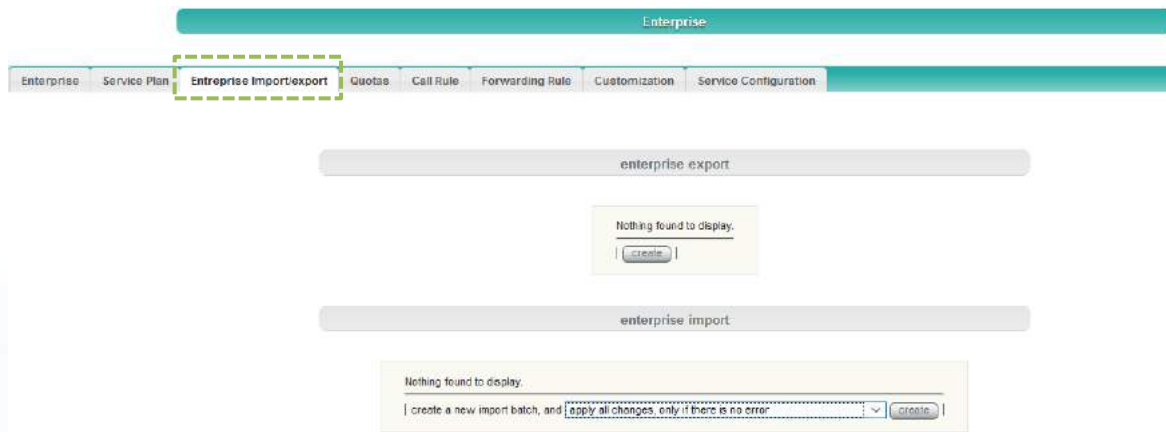 Enterprise
Enterprise Service Plan Entreprise Import/export Quotas Call Rule Forwarding Rule Customization Service Configuration
enterprise export
Nothing found to display.
| create |
enterprise import
Nothing found to display.
| create a new import batch, and apply all changes, only if there is no error create |